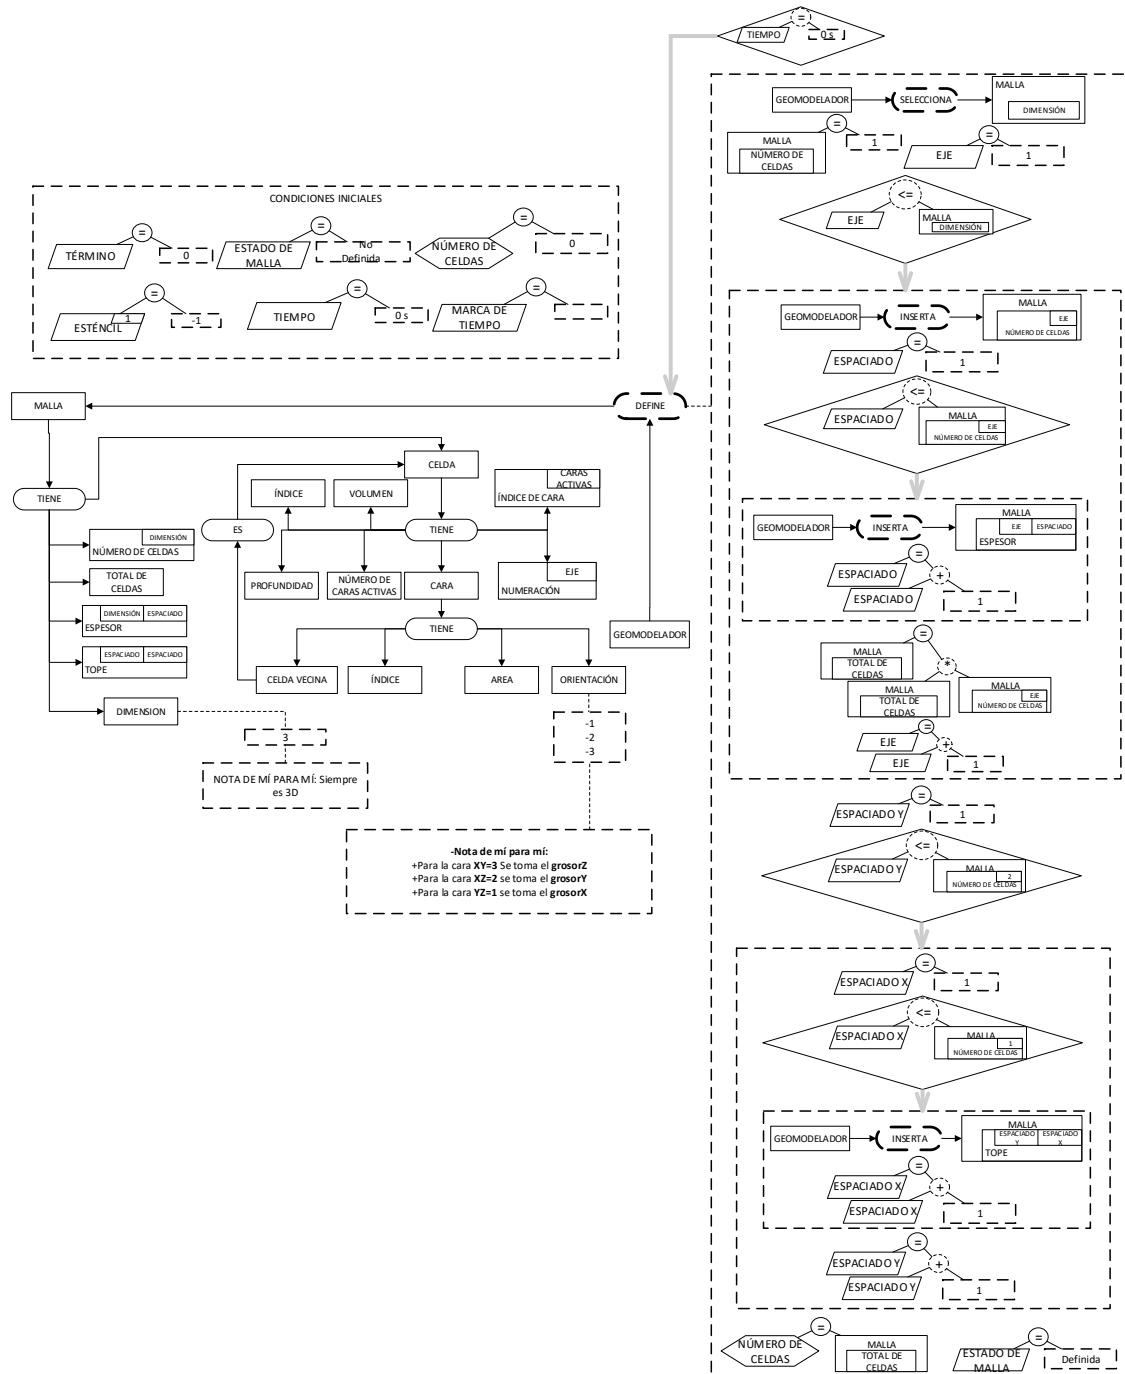 =
TIEMPO
0 s
GEOMODELADOR
SELECCIONA
MALLA
DIMENSIÓN
=
MALLA
NÚMERO DE
CELDAS
1
=
EJE
1
<=
EJE
MALLA
DIMENSIÓN
CONDICIONES INICIALES
=
TÉRMINO
0
=
ESTADO DE
MALLA
No
Definida
=
NÚMERO DE
CELDAS
0
=
ESTÉNCIL
1
-1
=
TIEMPO
0 s
=
MARCA DE
TIEMPO
GEOMODELADOR
INSERTA
MALLA
EJE
NÚMERO DE CELDAS
=
ESPACIADO
1
<=
ESPACIADO
MALLA
EJE
NÚMERO DE CELDAS
GEOMODELADOR
INSERTA
MALLA
EJE
ESPACIADO
ESPESOR
=
ESPACIADO
+
ESPACIADO
1
=
MALLA
TOTAL DE
CELDAS
*
MALLA
TOTAL DE
CELDAS
MALLA
EJE
NÚMERO DE CELDAS
=
EJE
+
EJE
1
MALLA
DEFINE
TIENE
CELDA
ÍNDICE
VOLUMEN
CARAS
ACTIVAS
ÍNDICE DE CARA
ES
TIENE
DIMENSIÓN
NÚMERO DE CELDAS
TOTAL DE
CELDAS
DIMENSIÓN
ESPACIADO
ESPESOR
ESPACIADO
ESPACIADO
TOPE
DIMENSION
PROFUNDIDAD
NÚMERO DE
CARAS ACTIVAS
CARA
EJE
NUMERACIÓN
TIENE
GEOMODELADOR
CELDA VECINA
ÍNDICE
AREA
ORIENTACIÓN
-1
-2
-3
3
NOTA DE MÍ PARA MÍ: Siempre
es 3D
-Nota de mí para mí:
+Para la cara XY=3 Se toma el grosorZ
+Para la cara XZ=2 se toma el grosorY
+Para la cara YZ=1 se toma el grosorX
=
ESPACIADO Y
1
<=
ESPACIADO Y
MALLA
2
NÚMERO DE CELDAS
=
ESPACIADO X
1
<=
ESPACIADO X
MALLA
1
NÚMERO DE CELDAS
GEOMODELADOR
INSERTA
MALLA
ESPACIADO
Y
ESPACIADO
X
TOPE
=
ESPACIADO X
+
ESPACIADO X
1
=
ESPACIADO Y
+
ESPACIADO Y
1
=
NÚMERO DE
CELDAS
MALLA
TOTAL DE
CELDAS
=
ESTADO DE
MALLA
Definida